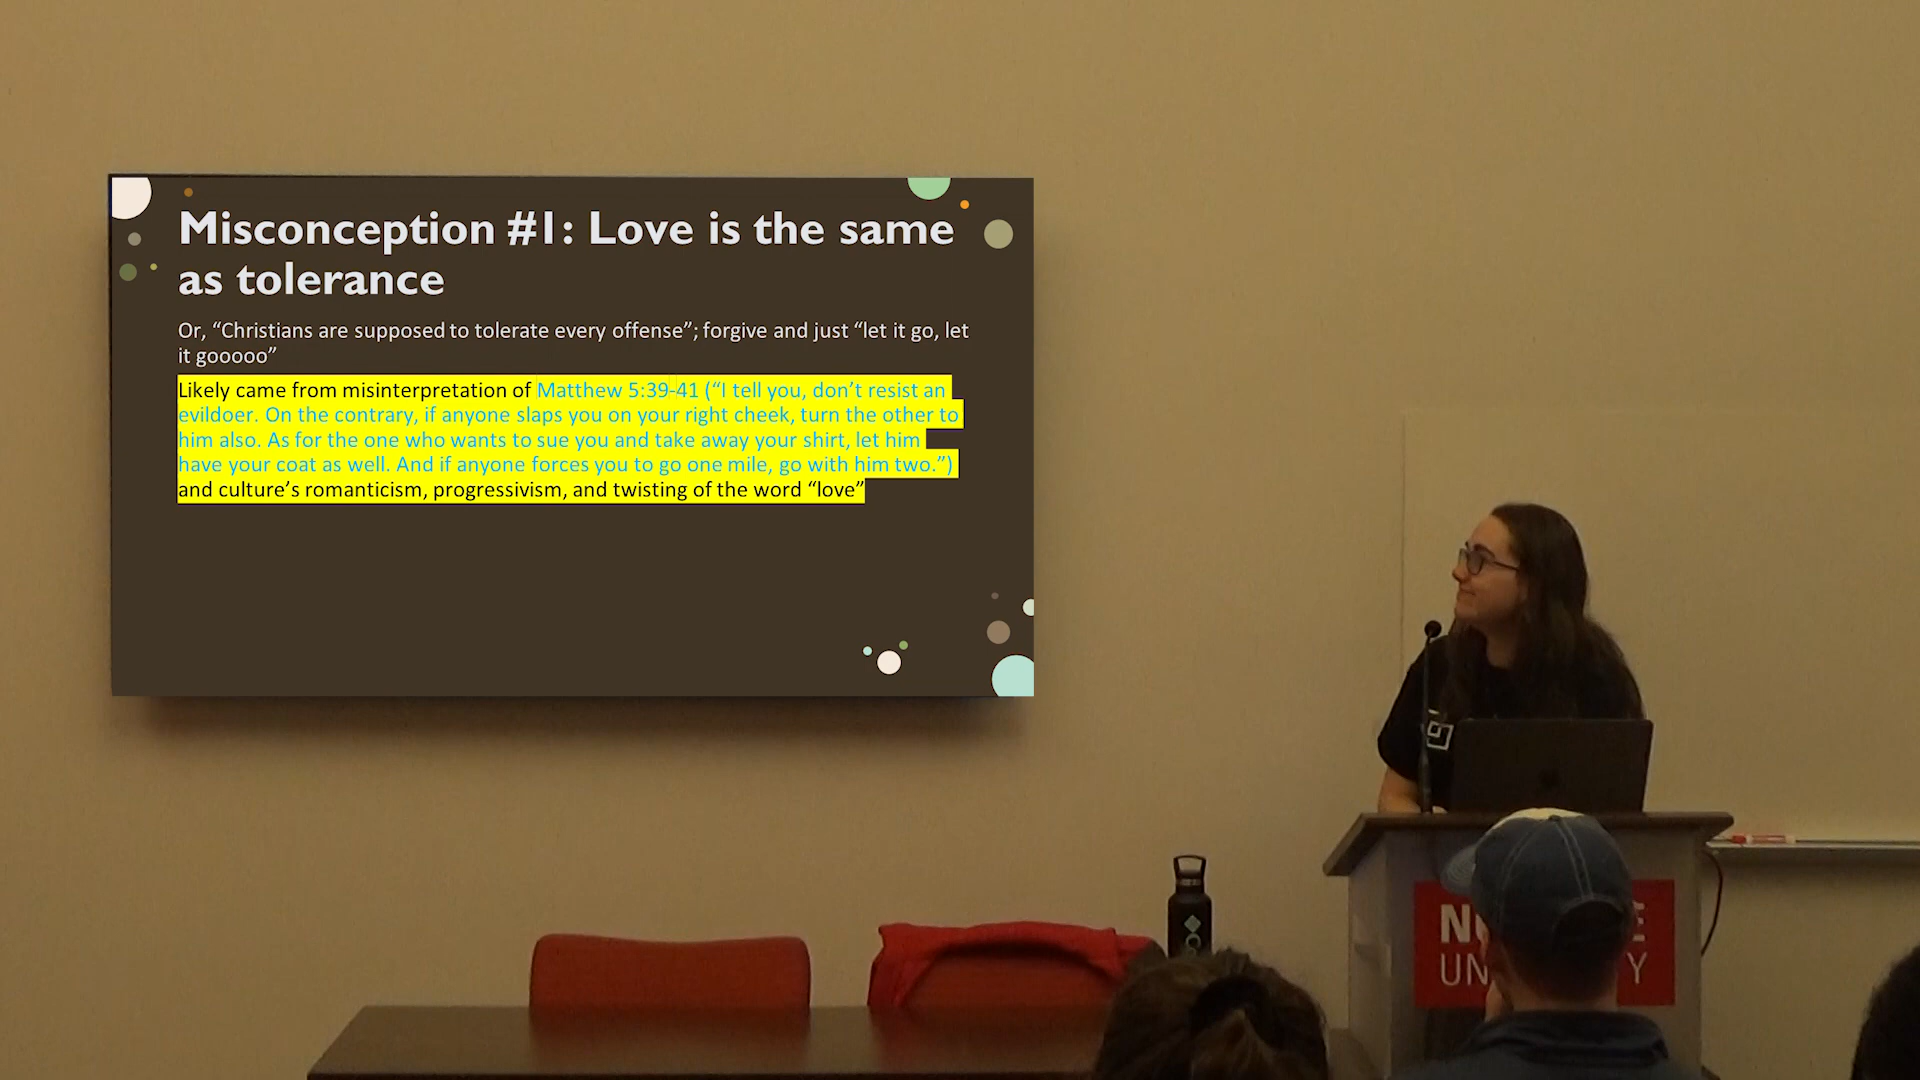 Misconception #1: Love is the same
as tolerance
Or, “Christians are supposed to tolerate every offense”; forgive and just “let it go, let
it gooooo”
Likely came from misinterpretation of Matthew 5:39-41 (“I tell you, don’t resist an
evildoer. On the contrary, if anyone slaps you on your right cheek, turn the other to
him also. As for the one who wants to sue you and take away your shirt, let him
have your coat as well. And if anyone forces you to go one mile, go with him two.”)
and culture’s romanticism, progressivism, and twisting of the word “love”